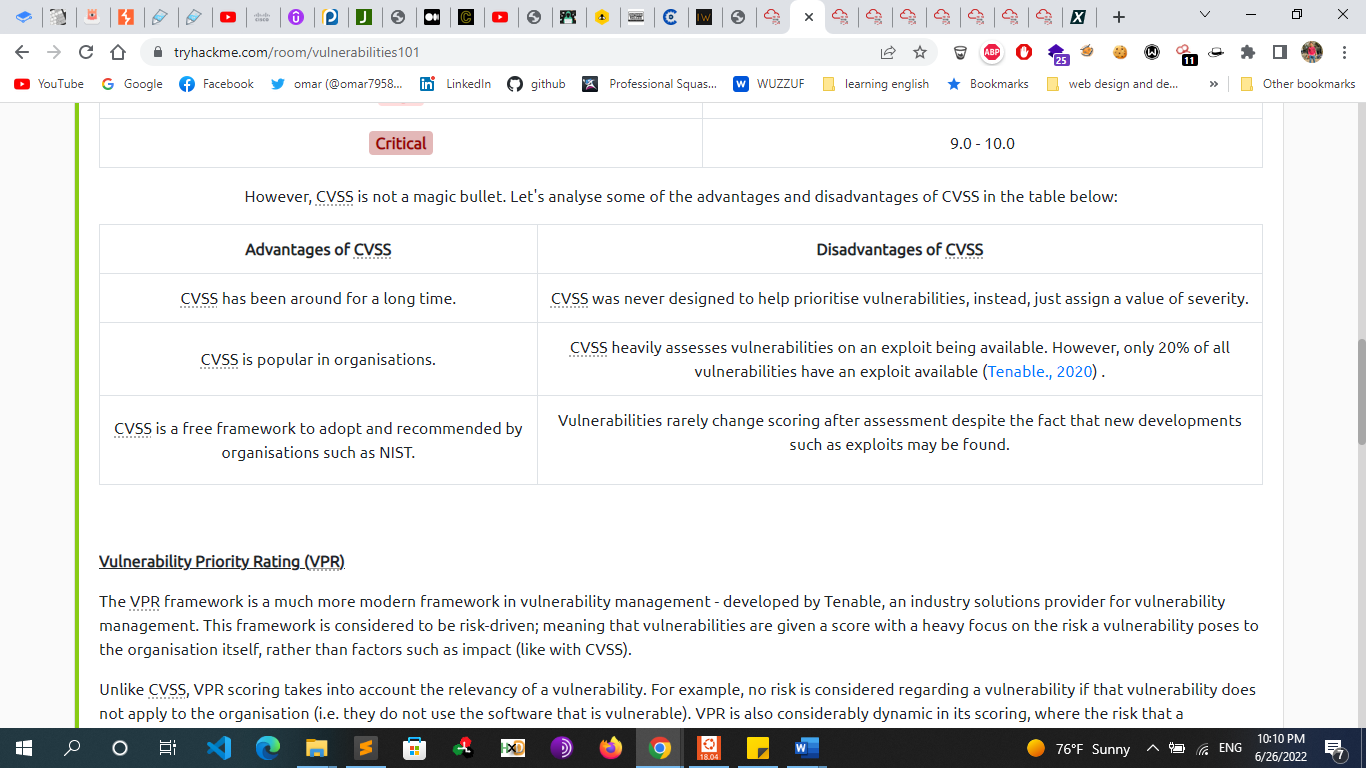 tryhackme.com/room/vulnerabilities101
ABP
25
11
YouTube
Google
Facebook
omar (@omar7958...
LinkedIn
github
Professional Squas...
WUZZUF
learning english
Bookmarks
web design and de...
»
Other bookmarks
Critical
9.0 - 10.0
However, CVSS is not a magic bullet. Let's analyse some of the advantages and disadvantages of CVSS in the table below:
Advantages of CVSS
Disadvantages of CVSS
CVSS has been around for a long time.
CVSS was never designed to help prioritise vulnerabilities, instead, just assign a value of severity.
CVSS is popular in organisations.
CVSS heavily assesses vulnerabilities on an exploit being available. However, only 20% of all
vulnerabilities have an exploit available (Tenable., 2020) .
CVSS is a free framework to adopt and recommended by
organisations such as NIST.
Vulnerabilities rarely change scoring after assessment despite the fact that new developments
such as exploits may be found.
Vulnerability Priority Rating (VPR)
The VPR framework is a much more modern framework in vulnerability management - developed by Tenable, an industry solutions provider for vulnerability
management. This framework is considered to be risk-driven; meaning that vulnerabilities are given a score with a heavy focus on the risk a vulnerability poses to
the organisation itself, rather than factors such as impact (like with CVSS).
Unlike CVSS, VPR scoring takes into account the relevancy of a vulnerability. For example, no risk is considered regarding a vulnerability if that vulnerability does
not apply to the organisation (i.e. they do not use the software that is vulnerable). VPR is also considerably dynamic in its scoring, where the risk that a
18.04
76°F Sunny
ENG
10:10 PM
6/26/2022
7